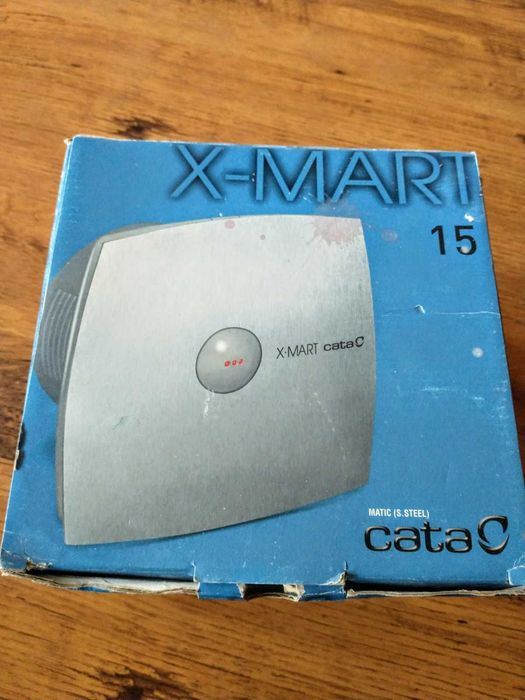 X-MART
15
X-MART cata
MATIC (S.STEEL)
cata